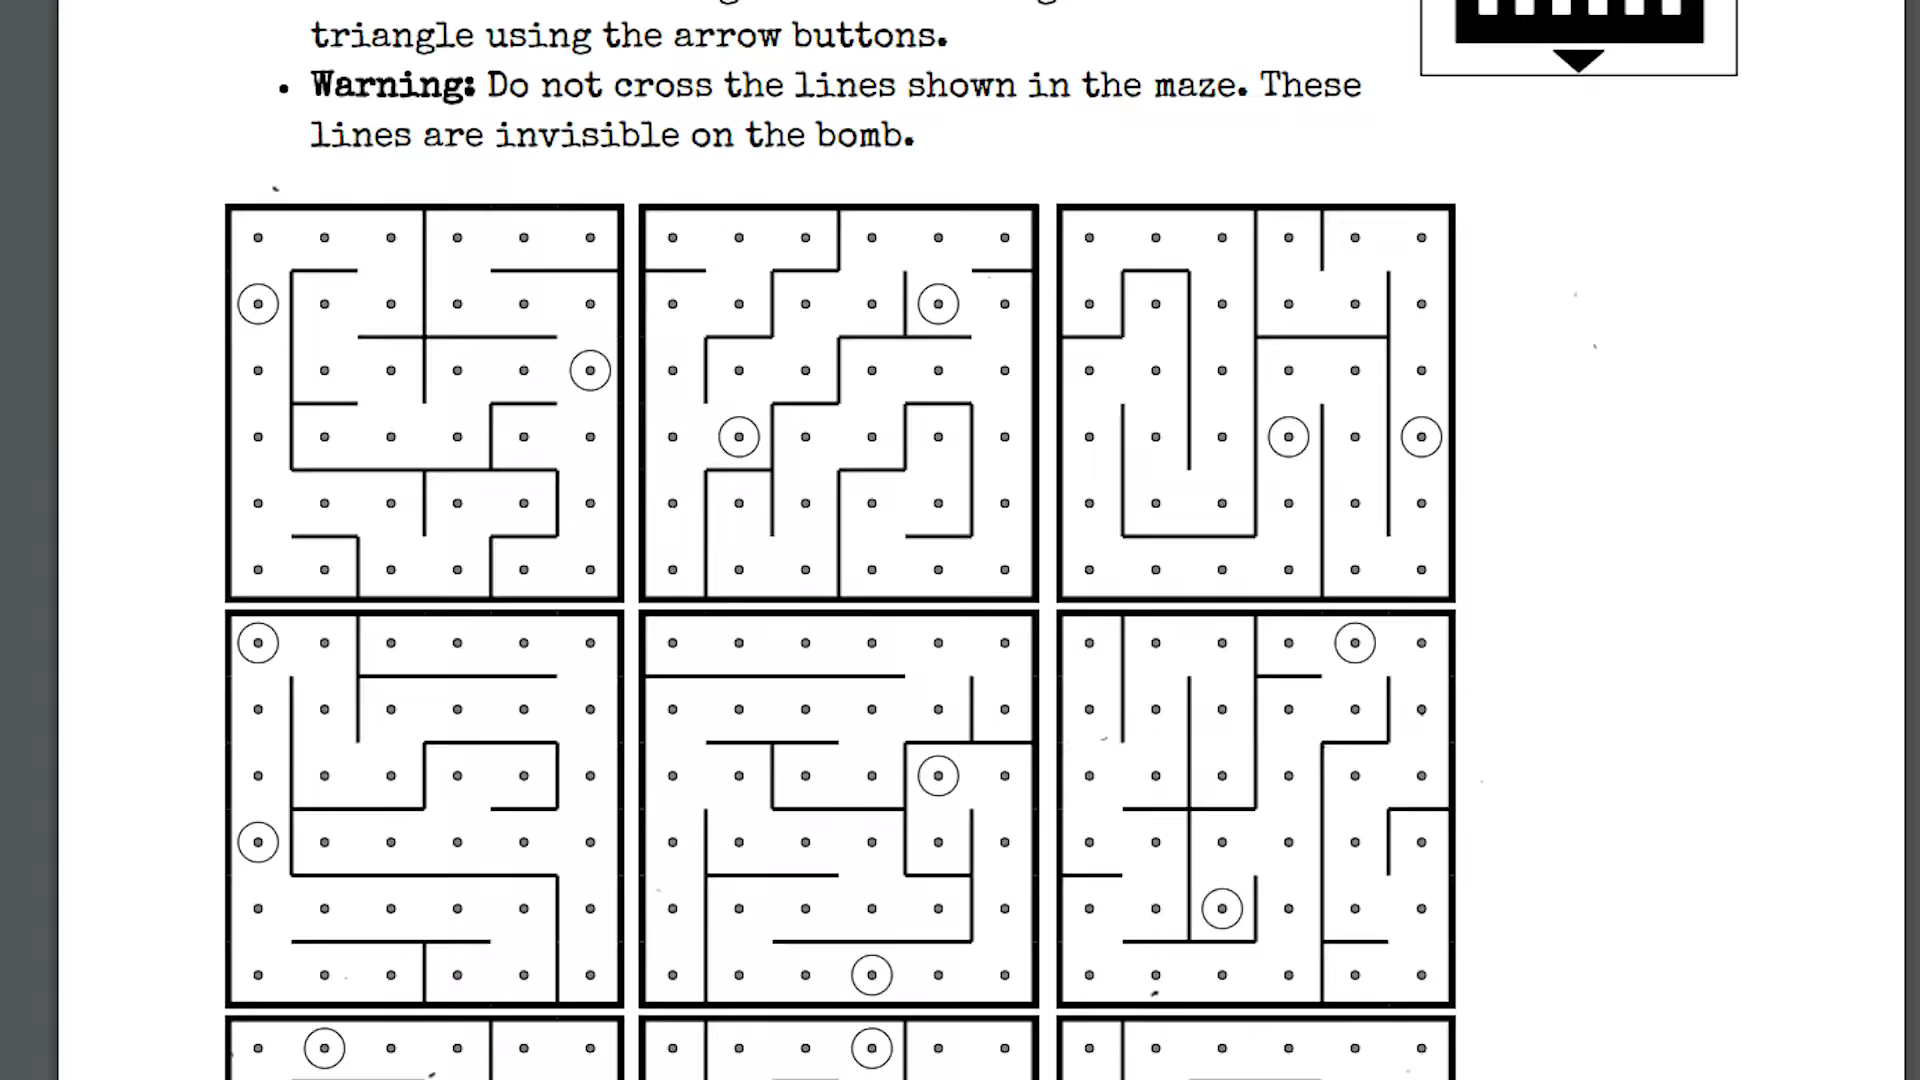 triangle using the arrow buttons.
• Warning: Do not cross the lines shown in the maze. These
lines are invisible on the bomb.